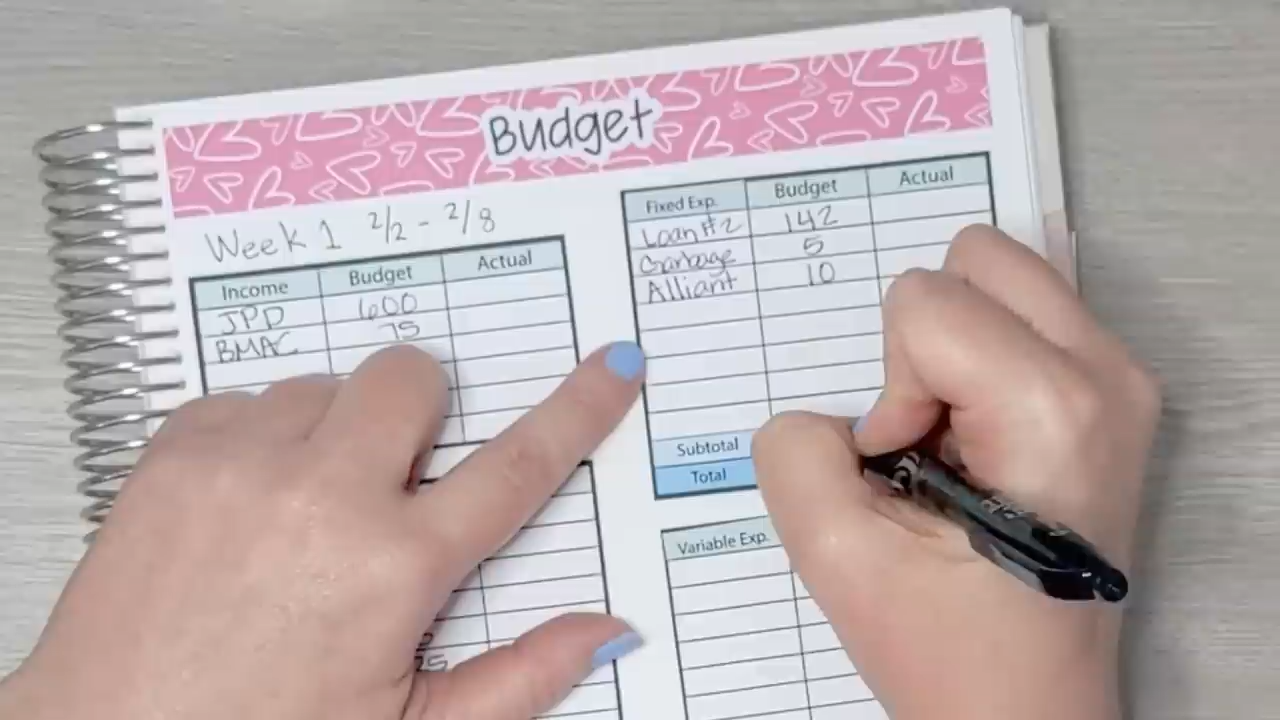 Budget
Week 1 2/2 - 2/8
Income Budget Actual
JPD 600
BMAC 75
Fixed Exp. Budget Actual
Loan #2 142
Garbage 5
Alliant 10
Subtotal
Total
Variable Exp.